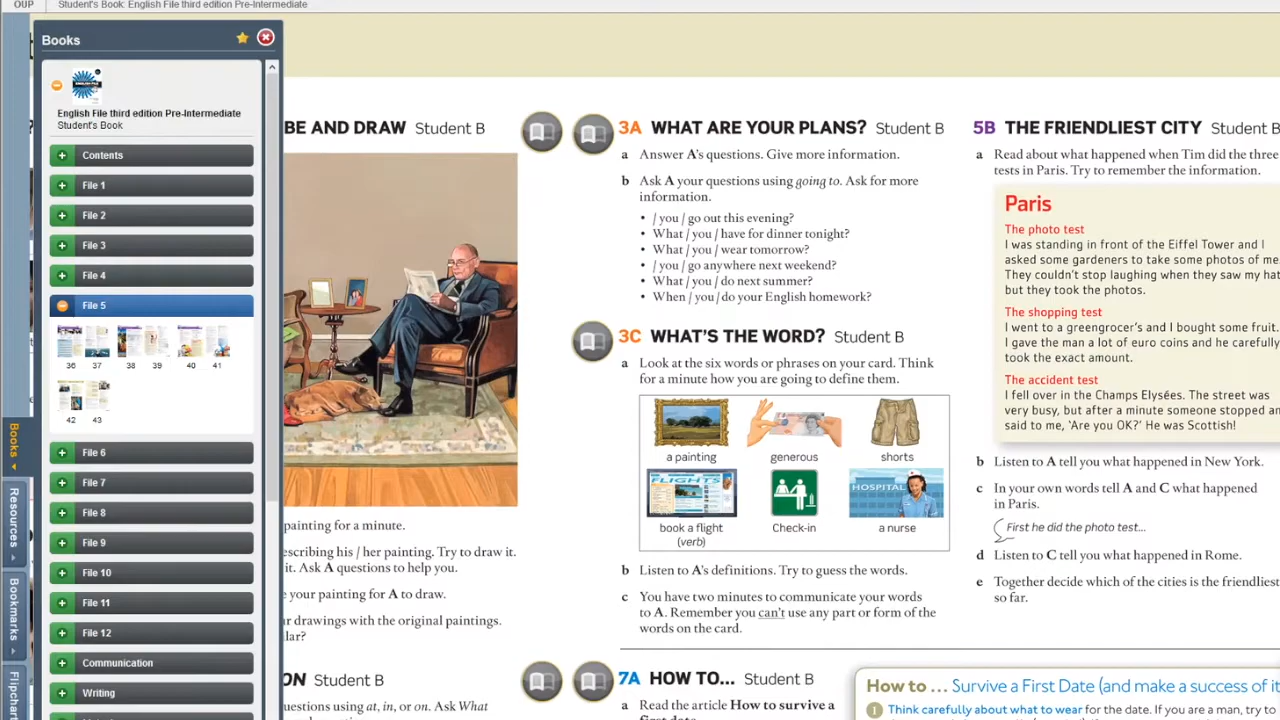 OUP
Student's Book: English File third edition Pre-Intermediate
Books
English File third edition Pre-Intermediate
Student's Book
Contents
File 1
File 2
File 3
File 4
File 5
36 37 38 39 40 41
42 43
File 6
File 7
File 8
File 9
File 10
File 11
File 12
Communication
Writing
Books
Resources
Bookmarks
Flipchart
BE AND DRAW Student B
painting for a minute.
escribing his / her painting. Try to draw it.
it. Ask A questions to help you.
e your painting for A to draw.
ur drawings with the original paintings.
lar?
ON Student B
uestions using at, in, or on. Ask What
3A WHAT ARE YOUR PLANS? Student B
a Answer A's questions. Give more information.
b Ask A your questions using going to. Ask for more
information.
• / you / go out this evening?
• What / you / have for dinner tonight?
• What / you / wear tomorrow?
• / you / go anywhere next weekend?
• What / you / do next summer?
• When / you / do your English homework?
3C WHAT'S THE WORD? Student B
a Look at the six words or phrases on your card. Think
for a minute how you are going to define them.
a painting generous shorts
FLIGHTS
HOSPITAL
book a flight Check-in a nurse
(verb)
b Listen to A's definitions. Try to guess the words.
c You have two minutes to communicate your words
to A. Remember you can't use any part or form of the
words on the card.
7A HOW TO... Student B
a Read the article How to survive a
5B THE FRIENDLIEST CITY Student B
a Read about what happened when Tim did the three
tests in Paris. Try to remember the information.
Paris
The photo test
I was standing in front of the Eiffel Tower and I
asked some gardeners to take some photos of me.
They couldn't stop laughing when they saw my hat
but they took the photos.
The shopping test
I went to a greengrocer's and I bought some fruit.
I gave the man a lot of euro coins and he carefully
took the exact amount.
The accident test
I fell over in the Champs Elysées. The street was
very busy, but after a minute someone stopped an
said to me, 'Are you OK?' He was Scottish!
b Listen to A tell you what happened in New York.
c In your own words tell A and C what happened
in Paris.
First he did the photo test...
d Listen to C tell you what happened in Rome.
e Together decide which of the cities is the friendliest
so far.
How to ... Survive a First Date (and make a success of it
1 Think carefully about what to wear for the date. If you are a man, try to